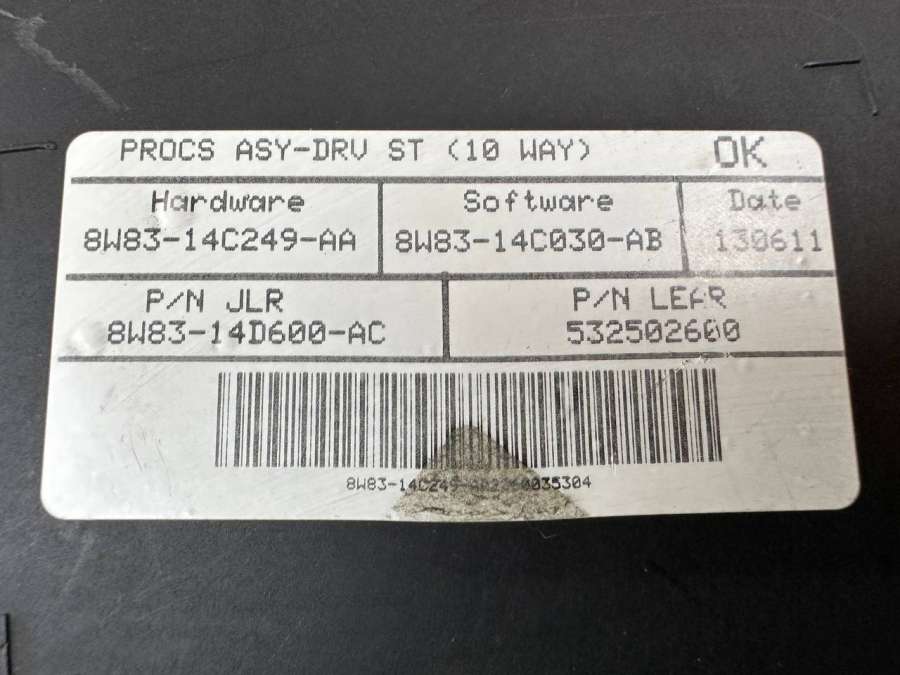 PROCS ASY-DRV ST (10 WAY) OK
Hardware Software Date
8W83-14C249-AA 8W83-14C030-AB 130611
P/N JLR P/N LEAR
8W83-14D600-AC 532502600